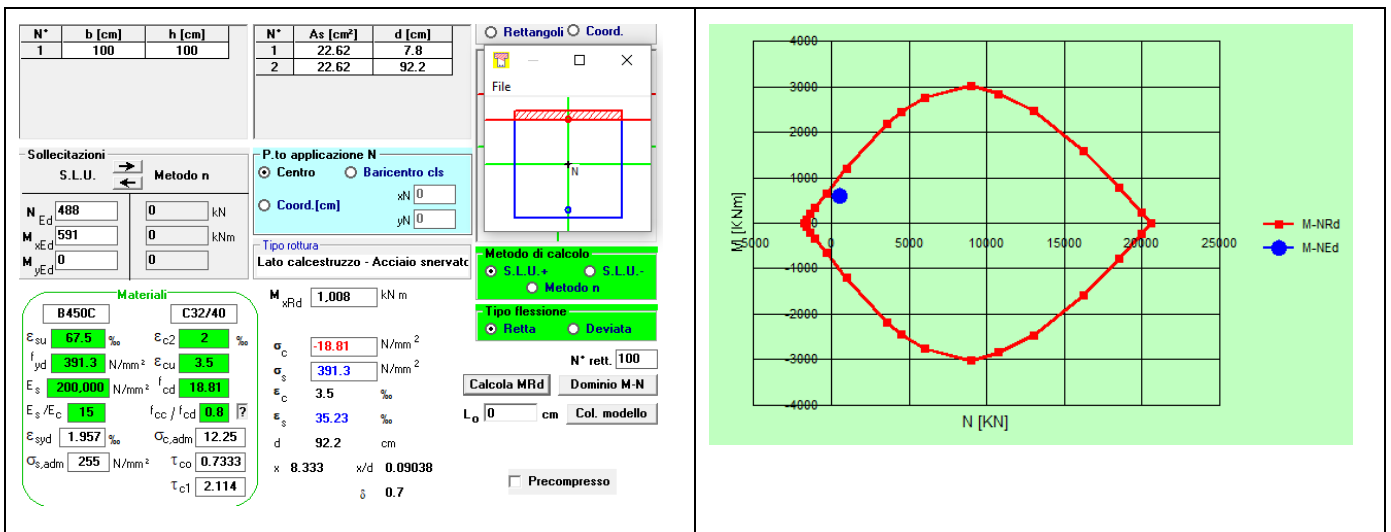 N° b [cm] h [cm]
1 100 100
N° As [cm²] d [cm]
1 22.62 7.8
2 22.62 92.2
Rettangoli Coord.
File
N
Sollecitazioni
S.L.U. Metodo n
N Ed 488 0 kN
M xEd 591 0 kNm
M yEd 0 0
P.to applicazione N
Centro Baricentro cls
Coord.[cm] xN 0
yN 0
Tipo rottura
Lato calcestruzzo - Acciaio snervato
Metodo di calcolo
S.L.U.+ S.L.U.-
Metodo n
Tipo flessione
Retta Deviata
Materiali
B450C C32/40
εsu 67.5 ‰ εc2 2 ‰
fyd 391.3 N/mm² εcu 3.5
Es 200,000 N/mm² fcd 18.81
Es/Ec 15 fcc / fcd 0.8 ?
εsyd 1.957 ‰ σc,adm 12.25
σs,adm 255 N/mm² τco 0.7333
τc1 2.114
M xRd 1,008 kN m
σc -18.81 N/mm²
σs 391.3 N/mm²
εc 3.5 ‰
εs 35.23 ‰
d 92.2 cm
x 8.333 x/d 0.09038
δ 0.7
N° rett. 100
Calcola MRd Dominio M-N
Lo 0 cm Col. modello
Precompresso
4000
3000
2000
1000
0
-1000
-2000
-3000
-4000
M [KNm]
-5000 0 5000 10000 15000 20000 25000
N [KN]
M-NRd
M-NEd